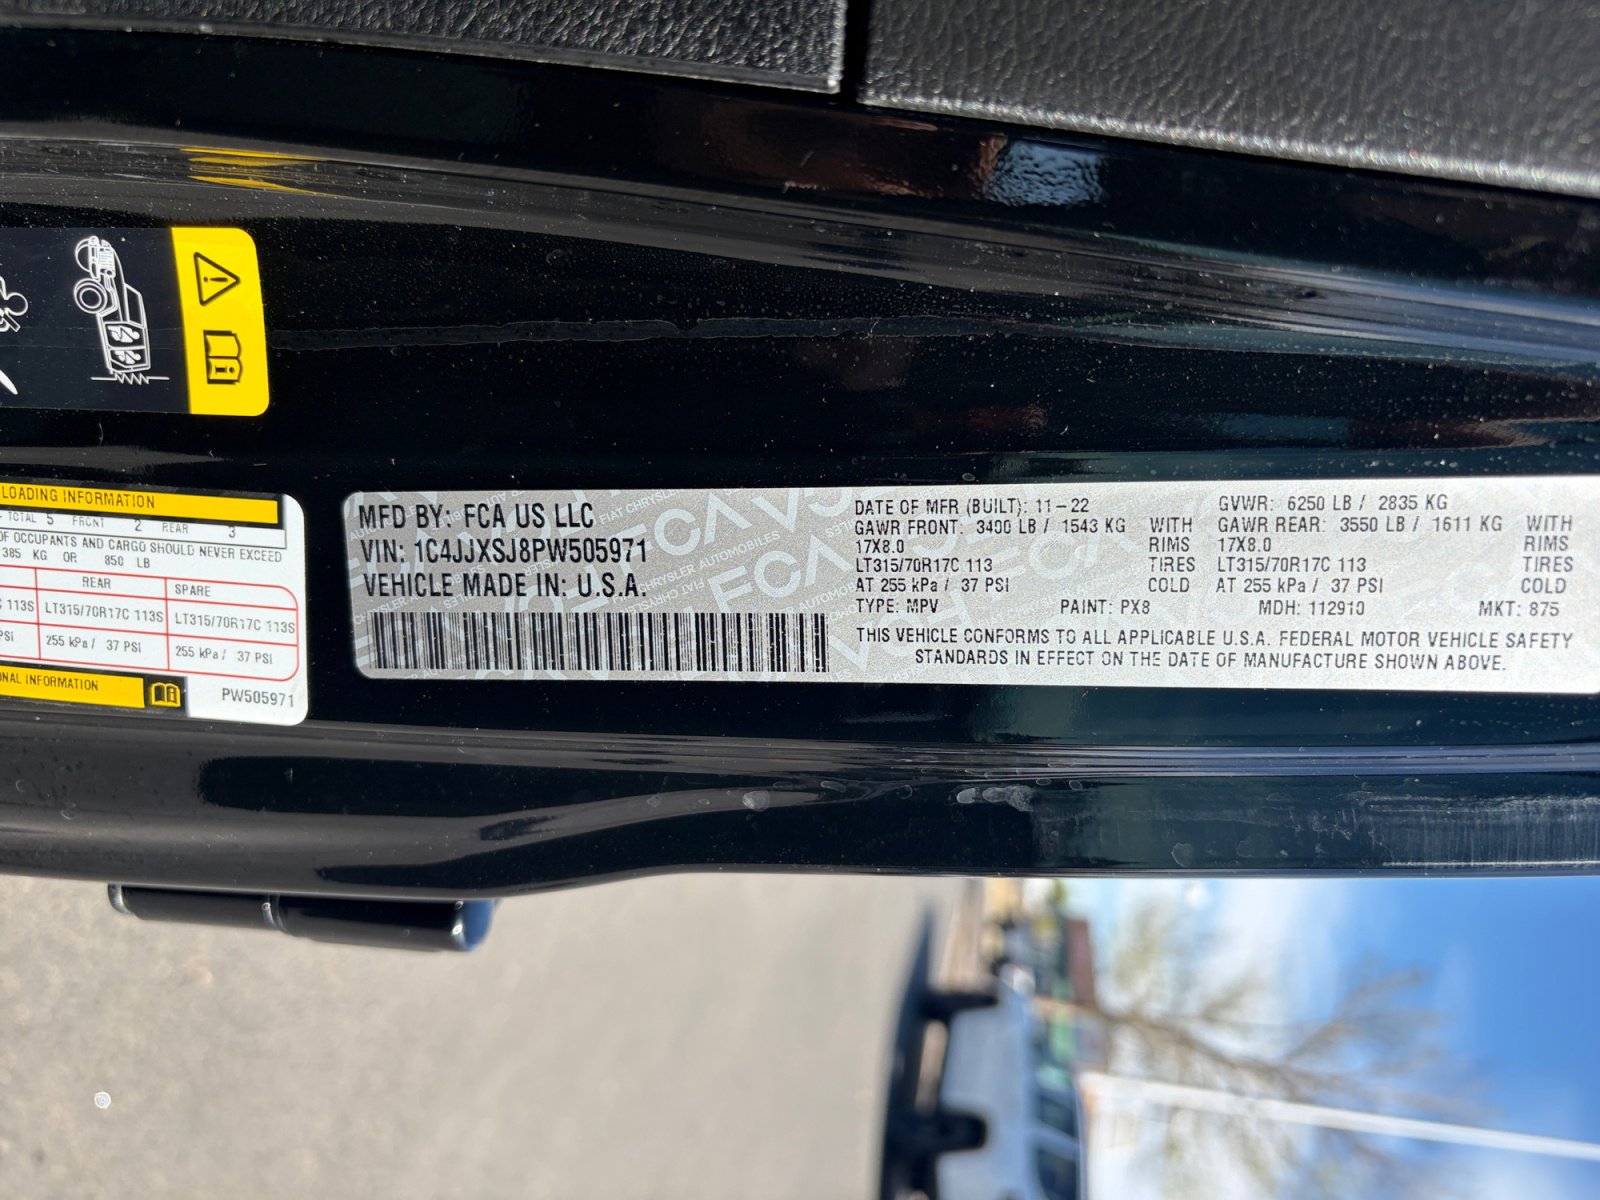 LOADING INFORMATION
TOTAL 5 FRONT 2 REAR 3
OF OCCUPANTS AND CARGO SHOULD NEVER EXCEED
385 KG OR 850 LB
REAR SPARE
113S LT315/70R17C 113S LT315/70R17C 113S
PSI 255 kPa / 37 PSI 255 kPa / 37 PSI
INFORMATION
PW505971
MFD BY: FCA US LLC
VIN: 1C4JJXSJ8PW505971
VEHICLE MADE IN: U.S.A.
DATE OF MFR (BUILT): 11-22 GVWR: 6250 LB / 2835 KG
GAWR FRONT: 3400 LB / 1543 KG WITH GAWR REAR: 3550 LB / 1611 KG WITH
17X8.0 RIMS 17X8.0 RIMS
LT315/70R17C 113 TIRES LT315/70R17C 113 TIRES
AT 255 kPa / 37 PSI COLD AT 255 kPa / 37 PSI COLD
TYPE: MPV PAINT: PX8 MDH: 112910 MKT: 875
THIS VEHICLE CONFORMS TO ALL APPLICABLE U.S.A. FEDERAL MOTOR VEHICLE SAFETY
STANDARDS IN EFFECT ON THE DATE OF MANUFACTURE SHOWN ABOVE.